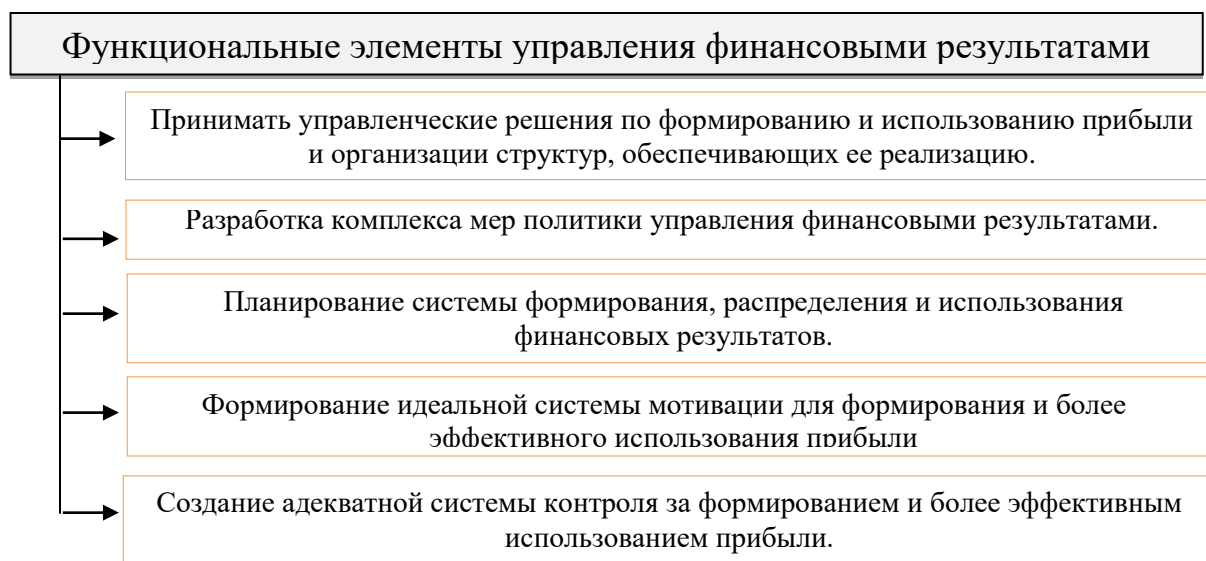 Функциональные элементы управления финансовыми результатами
Принимать управленческие решения по формированию и использованию прибыли
и организации структур, обеспечивающих ее реализацию.
Разработка комплекса мер политики управления финансовыми результатами.
Планирование системы формирования, распределения и использования
финансовых результатов.
Формирование идеальной системы мотивации для формирования и более
эффективного использования прибыли
Создание адекватной системы контроля за формированием и более эффективным
использованием прибыли.